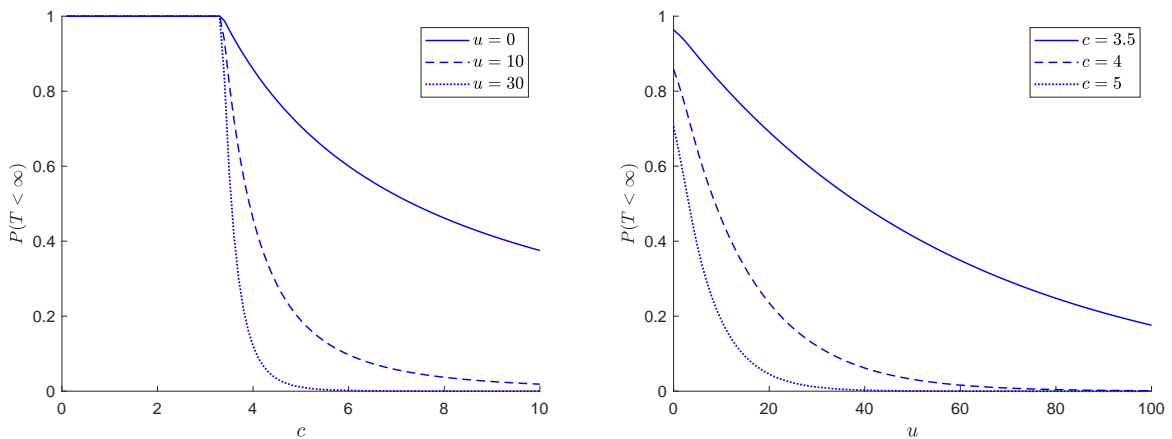 1
0.8
0.6
0.4
0.2
0
P(T < ∞)
0 2 4 6 8 10
c
u = 0
u = 10
u = 30
1
0.8
0.6
0.4
0.2
0
P(T < ∞)
0 20 40 60 80 100
u
c = 3.5
c = 4
c = 5